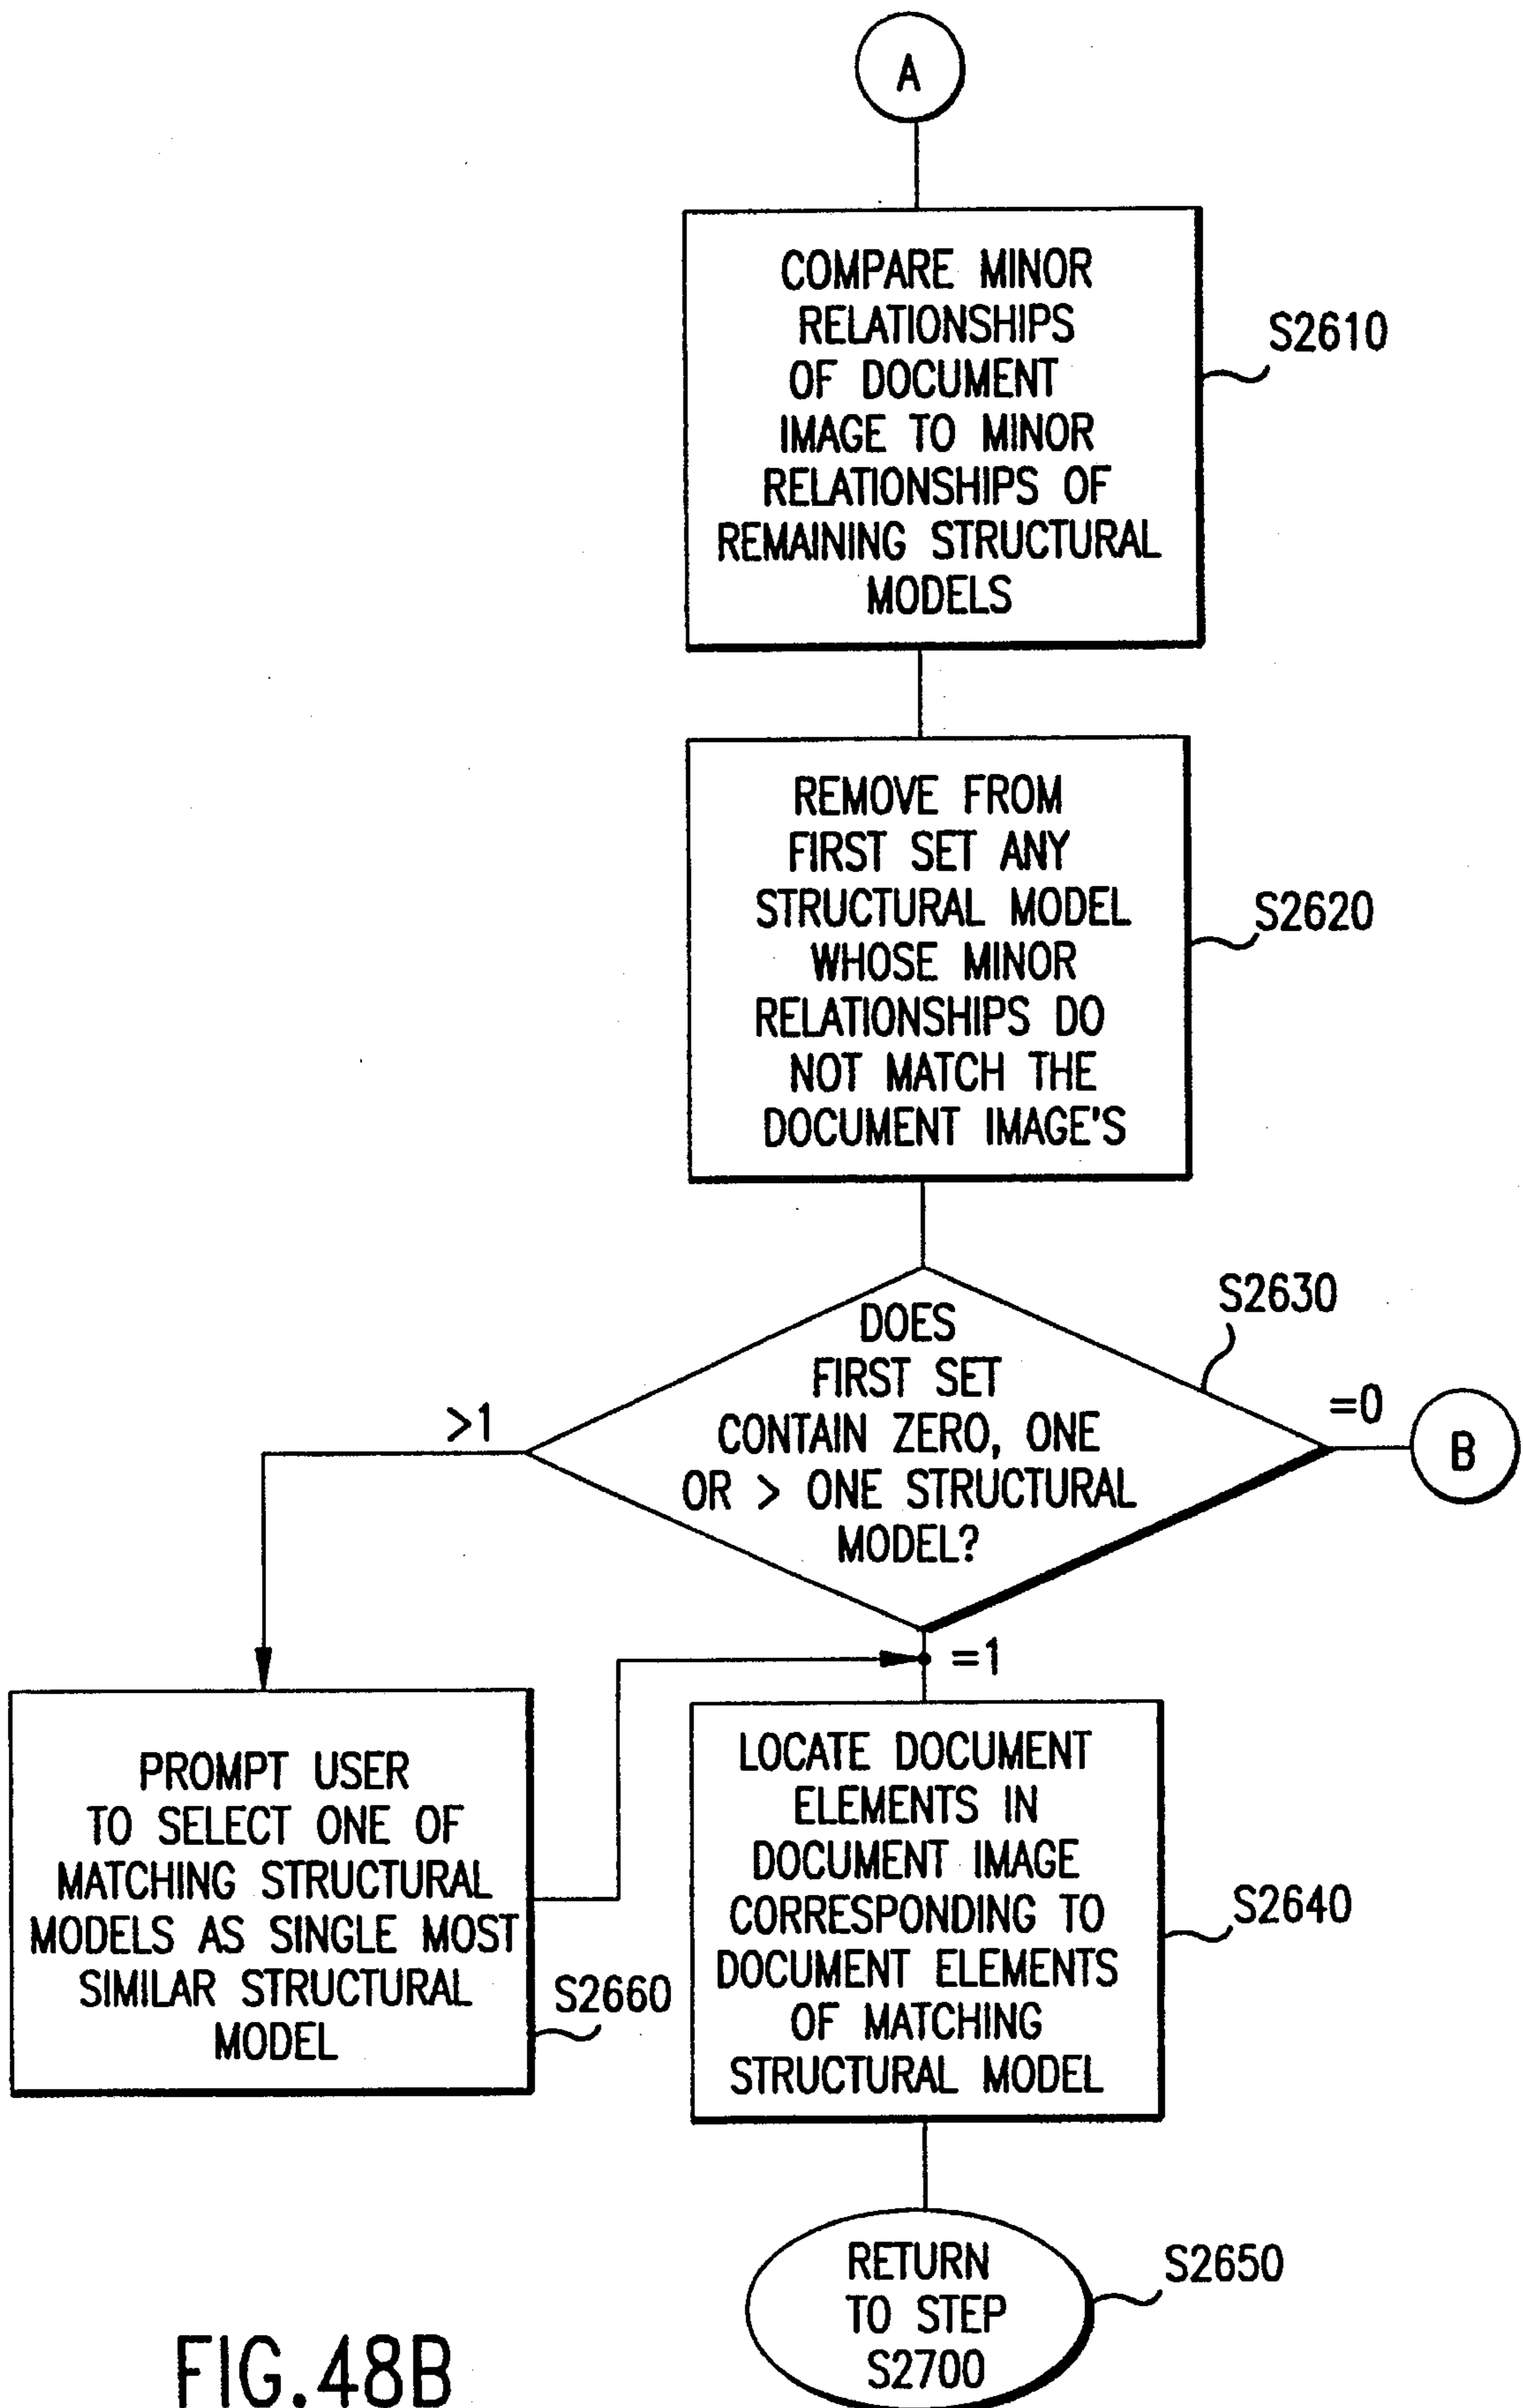 A
COMPARE MINOR
RELATIONSHIPS
OF DOCUMENT
IMAGE TO MINOR
RELATIONSHIPS OF
REMAINING STRUCTURAL
MODELS
S2610
REMOVE FROM
FIRST SET ANY
STRUCTURAL MODEL
WHOSE MINOR
RELATIONSHIPS DO
NOT MATCH THE
DOCUMENT IMAGE'S
S2620
DOES
FIRST SET
CONTAIN ZERO, ONE
OR > ONE STRUCTURAL
MODEL?
S2630
>1
=0
B
=1
PROMPT USER
TO SELECT ONE OF
MATCHING STRUCTURAL
MODELS AS SINGLE MOST
SIMILAR STRUCTURAL
MODEL
S2660
LOCATE DOCUMENT
ELEMENTS IN
DOCUMENT IMAGE
CORRESPONDING TO
DOCUMENT ELEMENTS
OF MATCHING
STRUCTURAL MODEL
S2640
RETURN
TO STEP
S2700
S2650
FIG.48B